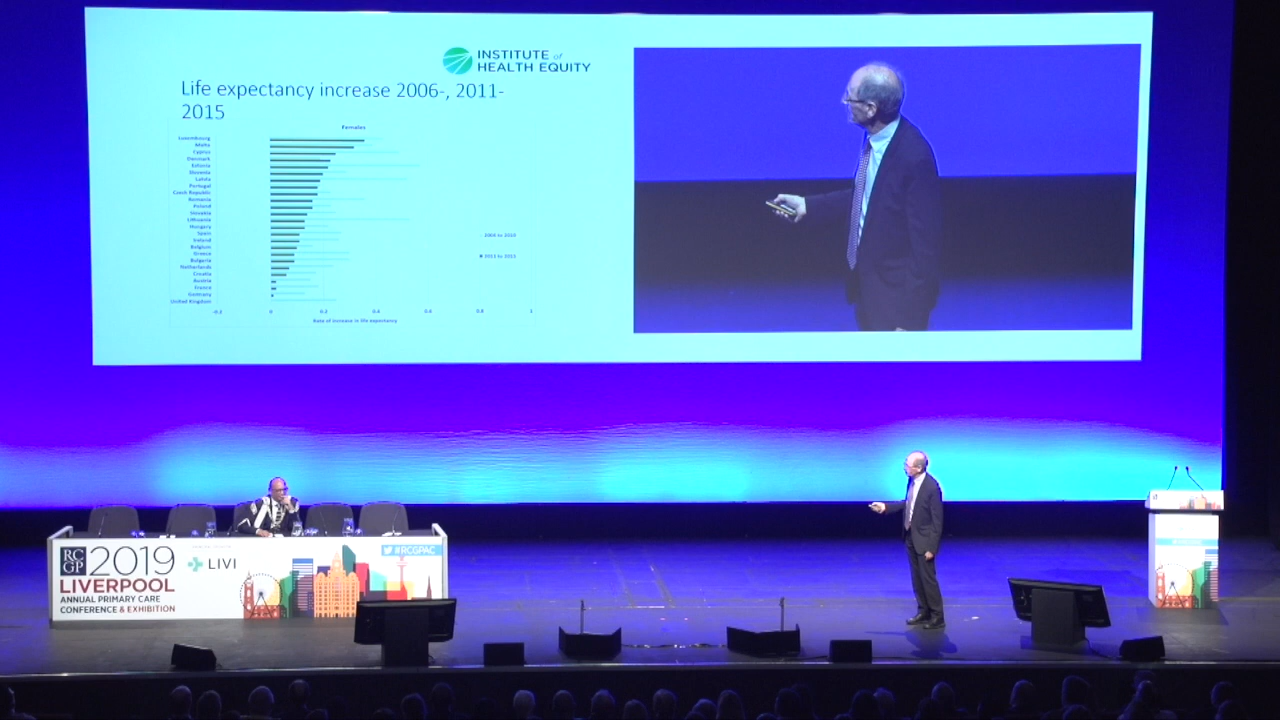 INSTITUTE of
HEALTH EQUITY
Life expectancy increase 2006-, 2011-
2015
Females
Luxembourg
Malta
Cyprus
Denmark
Estonia
Slovenia
Latvia
Portugal
Czech Republic
Romania
Poland
Slovakia
Lithuania
Hungary
Spain
Ireland
Belgium
Greece
Bulgaria
Netherlands
Croatia
Austria
France
Germany
United Kingdom
2006 to 2010
2011 to 2015
-0.2 0 0.2 0.4 0.6 0.8 1
Rate of increase in life expectancy
RC
GP
2019
LIVERPOOL
ANNUAL PRIMARY CARE
CONFERENCE & EXHIBITION
LIVI
#RCGPAC